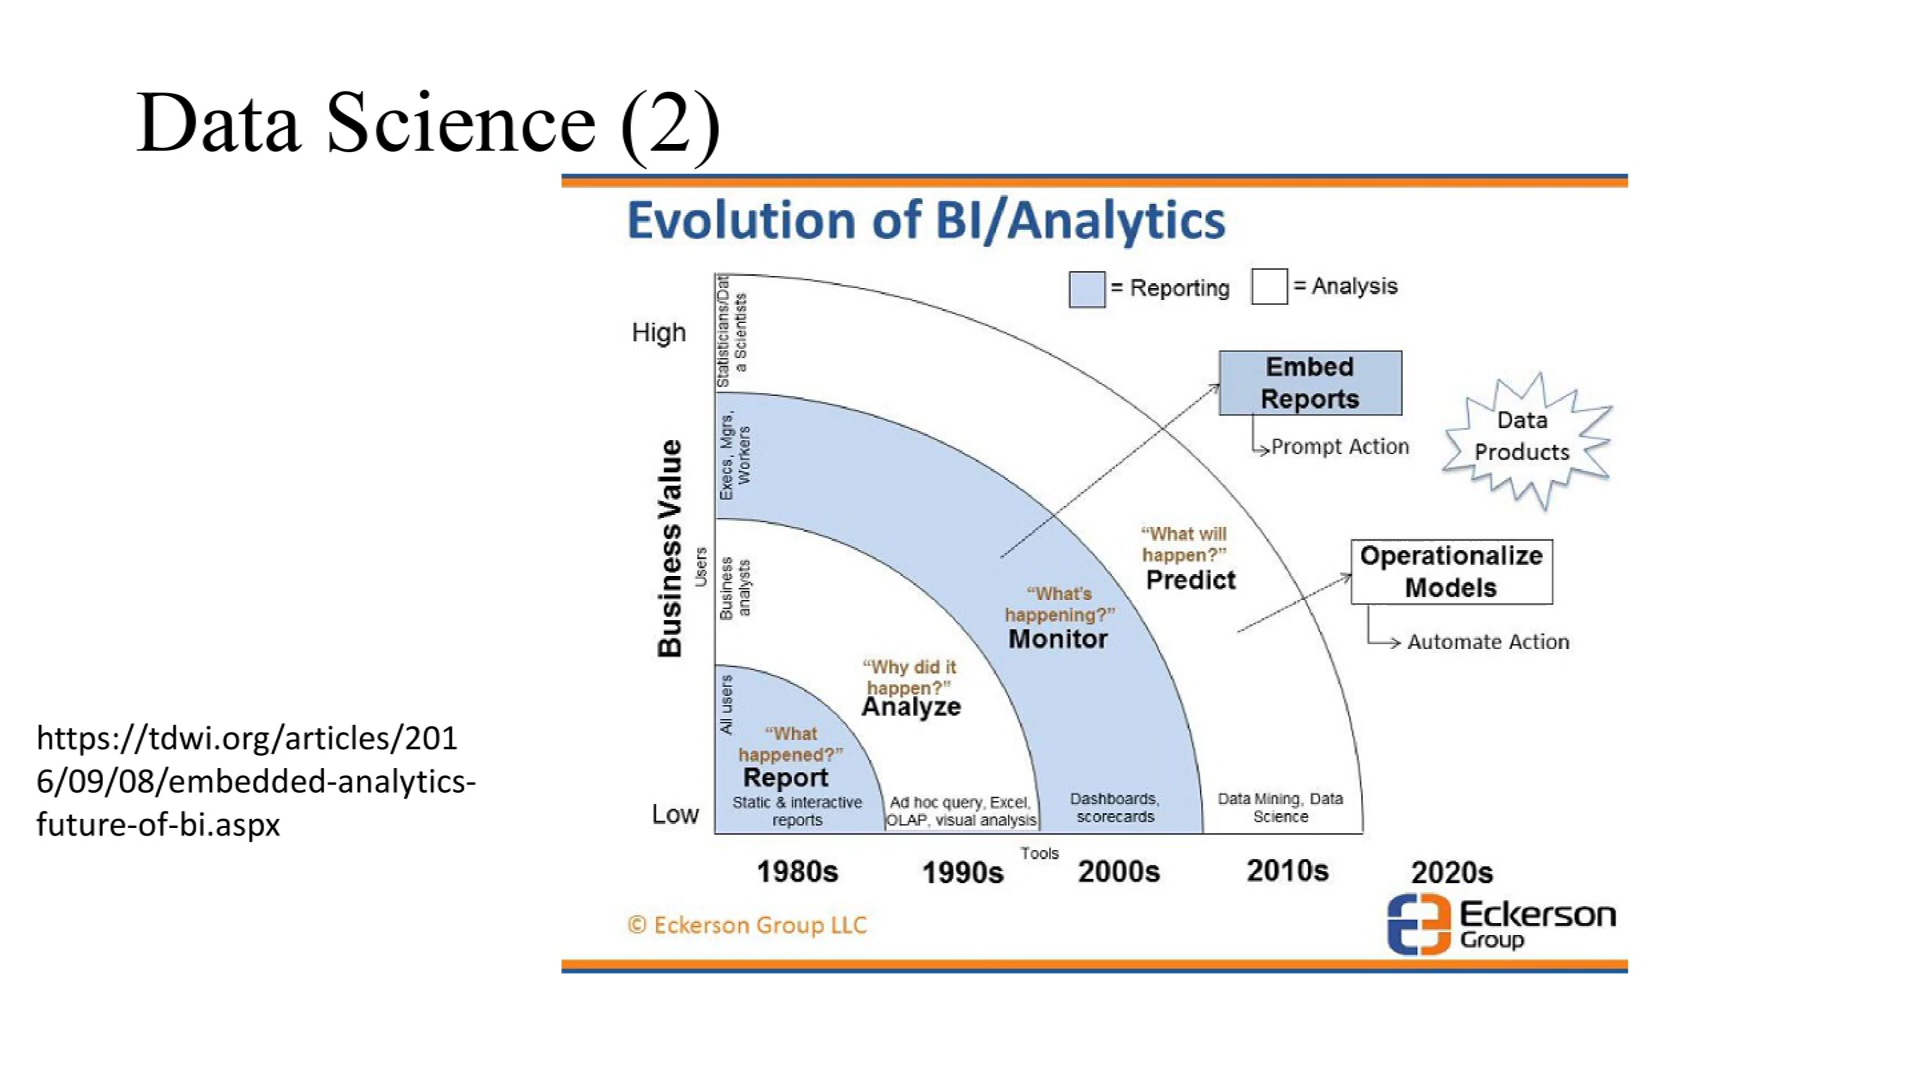 Data Science (2)
Evolution of BI/Analytics
= Reporting
= Analysis
High
Business Value
Low
Users
Statisticians/Dat
a Scientists
Execs, Mgrs,
Workers
Business
analysts
All users
“What
happened?”
Report
Static & interactive
reports
“Why did it
happen?”
Analyze
Ad hoc query, Excel,
OLAP, visual analysis
“What's
happening?”
Monitor
Dashboards,
scorecards
“What will
happen?”
Predict
Data Mining, Data
Science
Embed
Reports
Prompt Action
Data
Products
Operationalize
Models
Automate Action
Tools
1980s
1990s
2000s
2010s
2020s
© Eckerson Group LLC
Eckerson
Group
https://tdwi.org/articles/201
6/09/08/embedded-analytics-
future-of-bi.aspx